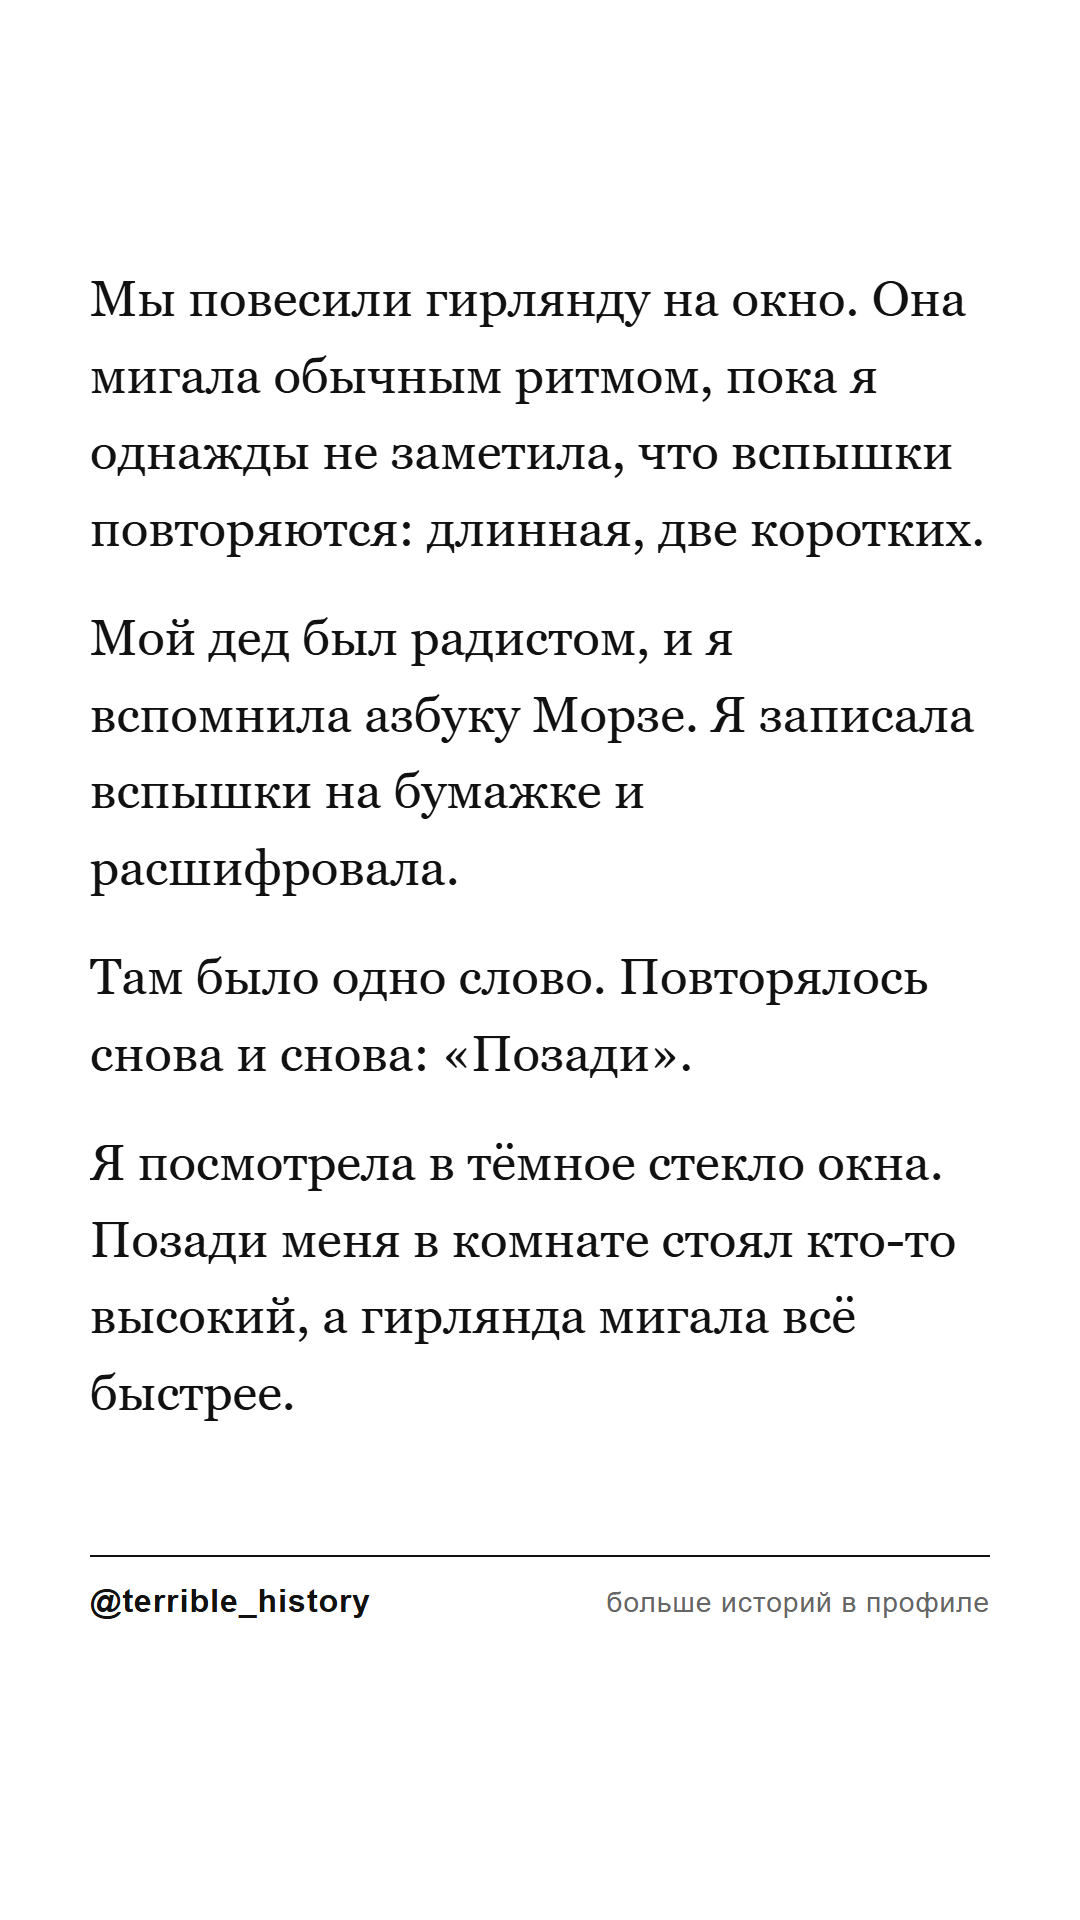 Мы повесили гирлянду на окно. Она
мигала обычным ритмом, пока я
однажды не заметила, что вспышки
повторяются: длинная, две коротких.
Мой дед был радистом, и я
вспомнила азбуку Морзе. Я записала
вспышки на бумажке и
расшифровала.
Там было одно слово. Повторялось
снова и снова: «Позади».
Я посмотрела в тёмное стекло окна.
Позади меня в комнате стоял кто-то
высокий, а гирлянда мигала всё
быстрее.
@terrible_history больше историй в профиле